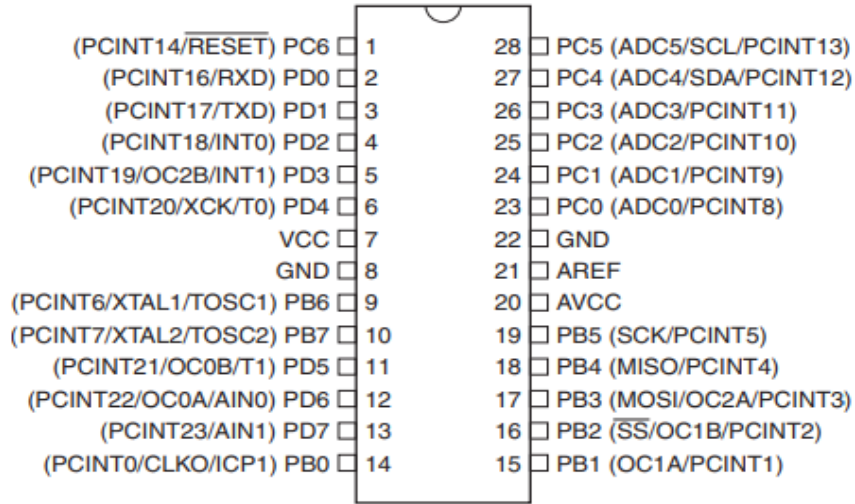 (PCINT14/RESET) PC6 1 28 PC5 (ADC5/SCL/PCINT13)
(PCINT16/RXD) PD0 2 27 PC4 (ADC4/SDA/PCINT12)
(PCINT17/TXD) PD1 3 26 PC3 (ADC3/PCINT11)
(PCINT18/INT0) PD2 4 25 PC2 (ADC2/PCINT10)
(PCINT19/OC2B/INT1) PD3 5 24 PC1 (ADC1/PCINT9)
(PCINT20/XCK/T0) PD4 6 23 PC0 (ADC0/PCINT8)
VCC 7 22 GND
GND 8 21 AREF
(PCINT6/XTAL1/TOSC1) PB6 9 20 AVCC
(PCINT7/XTAL2/TOSC2) PB7 10 19 PB5 (SCK/PCINT5)
(PCINT21/OC0B/T1) PD5 11 18 PB4 (MISO/PCINT4)
(PCINT22/OC0A/AIN0) PD6 12 17 PB3 (MOSI/OC2A/PCINT3)
(PCINT23/AIN1) PD7 13 16 PB2 (SS/OC1B/PCINT2)
(PCINT0/CLKO/ICP1) PB0 14 15 PB1 (OC1A/PCINT1)